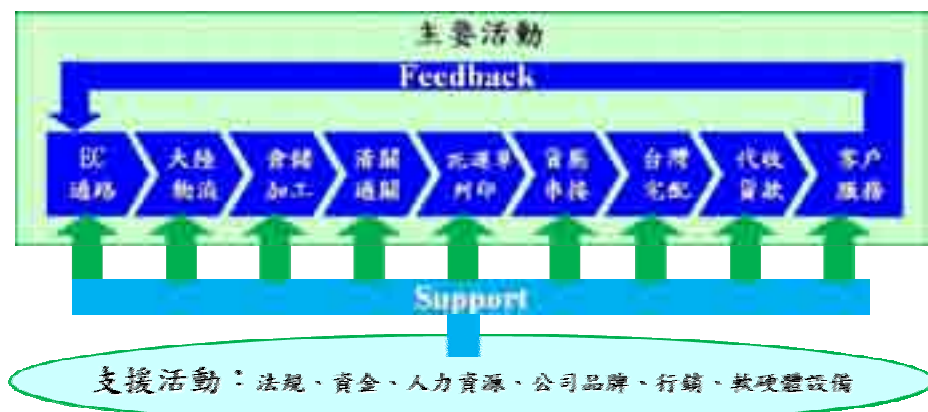 主要活動
Feedback
EC
通路
大陸
物流
倉儲
加工
清關
通關
托運單
列印
貨態
串接
台灣
宅配
代收
貨款
客戶
服務
Support
支援活動：法規、資金、人力資源、公司品牌、行銷、軟硬體設備